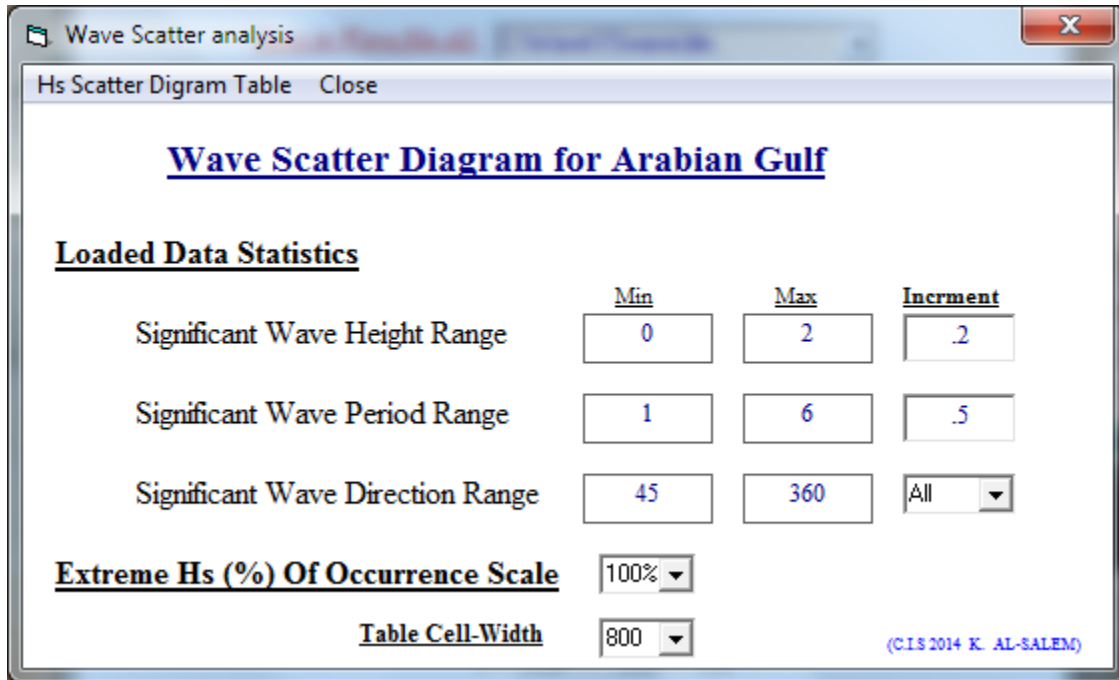 Wave Scatter analysis
Hs Scatter Digram Table Close
Wave Scatter Diagram for Arabian Gulf
Loaded Data Statistics
Min Max Incrment
Significant Wave Height Range 0 2 .2
Significant Wave Period Range 1 6 .5
Significant Wave Direction Range 45 360 All
Extreme Hs (%) Of Occurrence Scale 100%
Table Cell-Width 800
(C.I.S 2014 K. AL-SALEM)